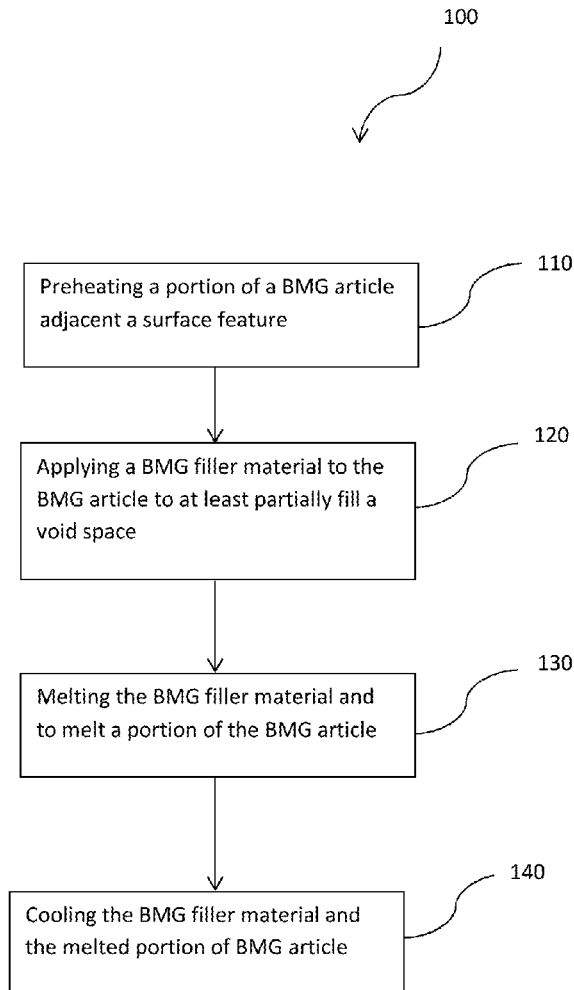 100
110
Preheating a portion of a BMG article
adjacent a surface feature
120
Applying a BMG filler material to the
BMG article to at least partially fill a
void space
130
Melting the BMG filler material and
to melt a portion of the BMG article
140
Cooling the BMG filler material and
the melted portion of BMG article